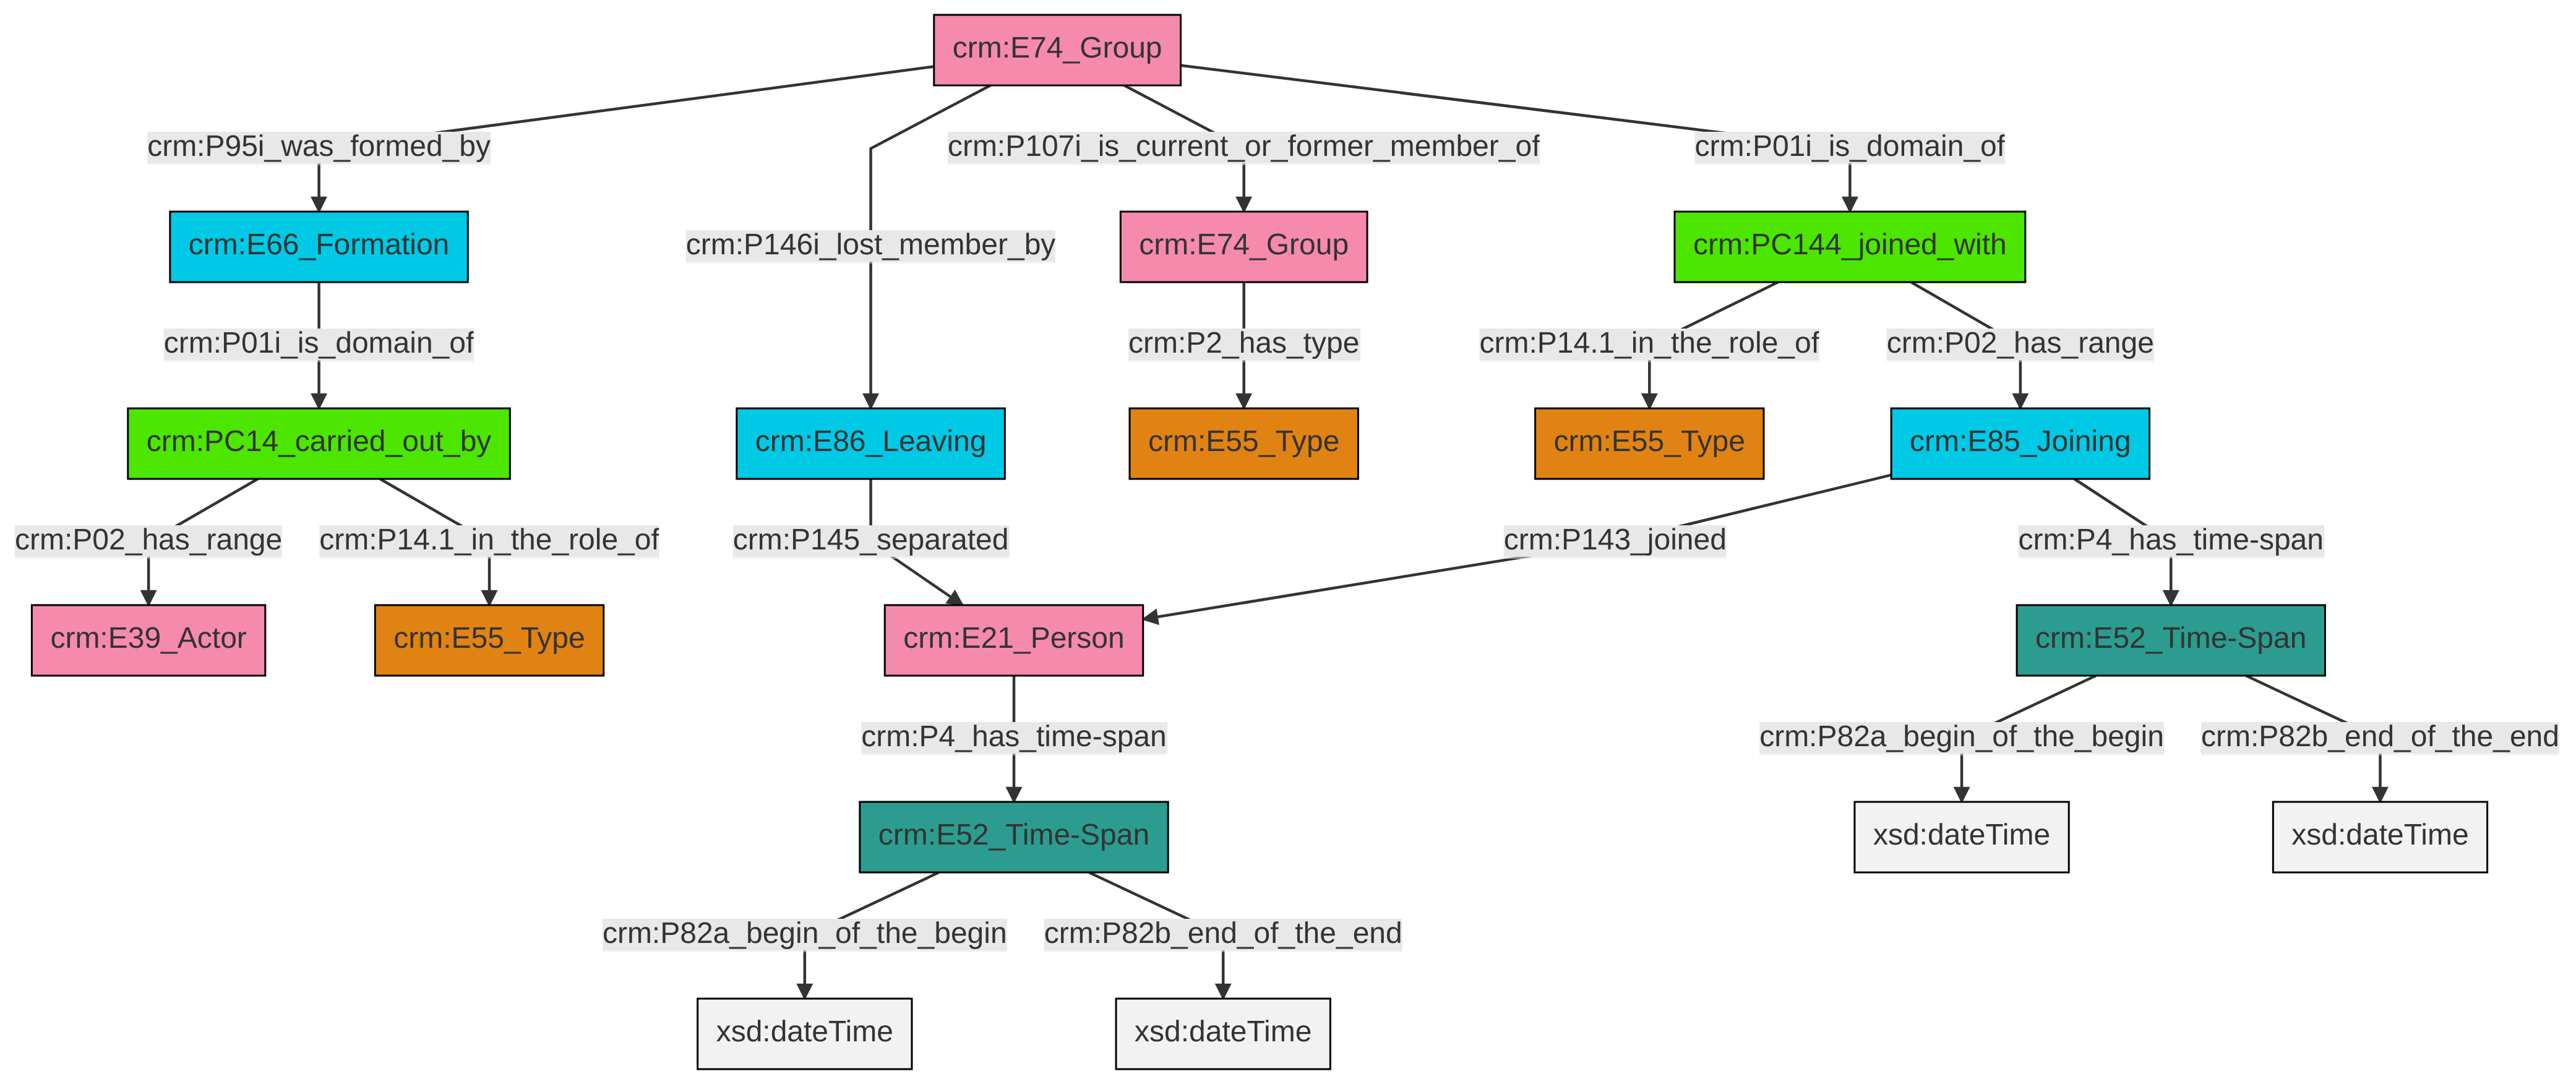 crm:E74_Group
crm:P95i_was_formed_by
crm:P107i_is_current_or_former_member_of
crm:P01i_is_domain_of
crm:E66_Formation
crm:P146i_lost_member_by
crm:E74_Group
crm:PC144_joined_with
crm:P01i_is_domain_of
crm:P2_has_type
crm:P14.1_in_the_role_of
crm:P02_has_range
crm:PC14_carried_out_by
crm:E86_Leaving
crm:E55_Type
crm:E55_Type
crm:E85_Joining
crm:P02_has_range
crm:P14.1_in_the_role_of
crm:P145_separated
crm:P143_joined
crm:P4_has_time-span
crm:E39_Actor
crm:E55_Type
crm:E21_Person
crm:E52_Time-Span
crm:P4_has_time-span
crm:P82a_begin_of_the_begin
crm:P82b_end_of_the_end
crm:E52_Time-Span
xsd:dateTime
xsd:dateTime
crm:P82a_begin_of_the_begin
crm:P82b_end_of_the_end
xsd:dateTime
xsd:dateTime